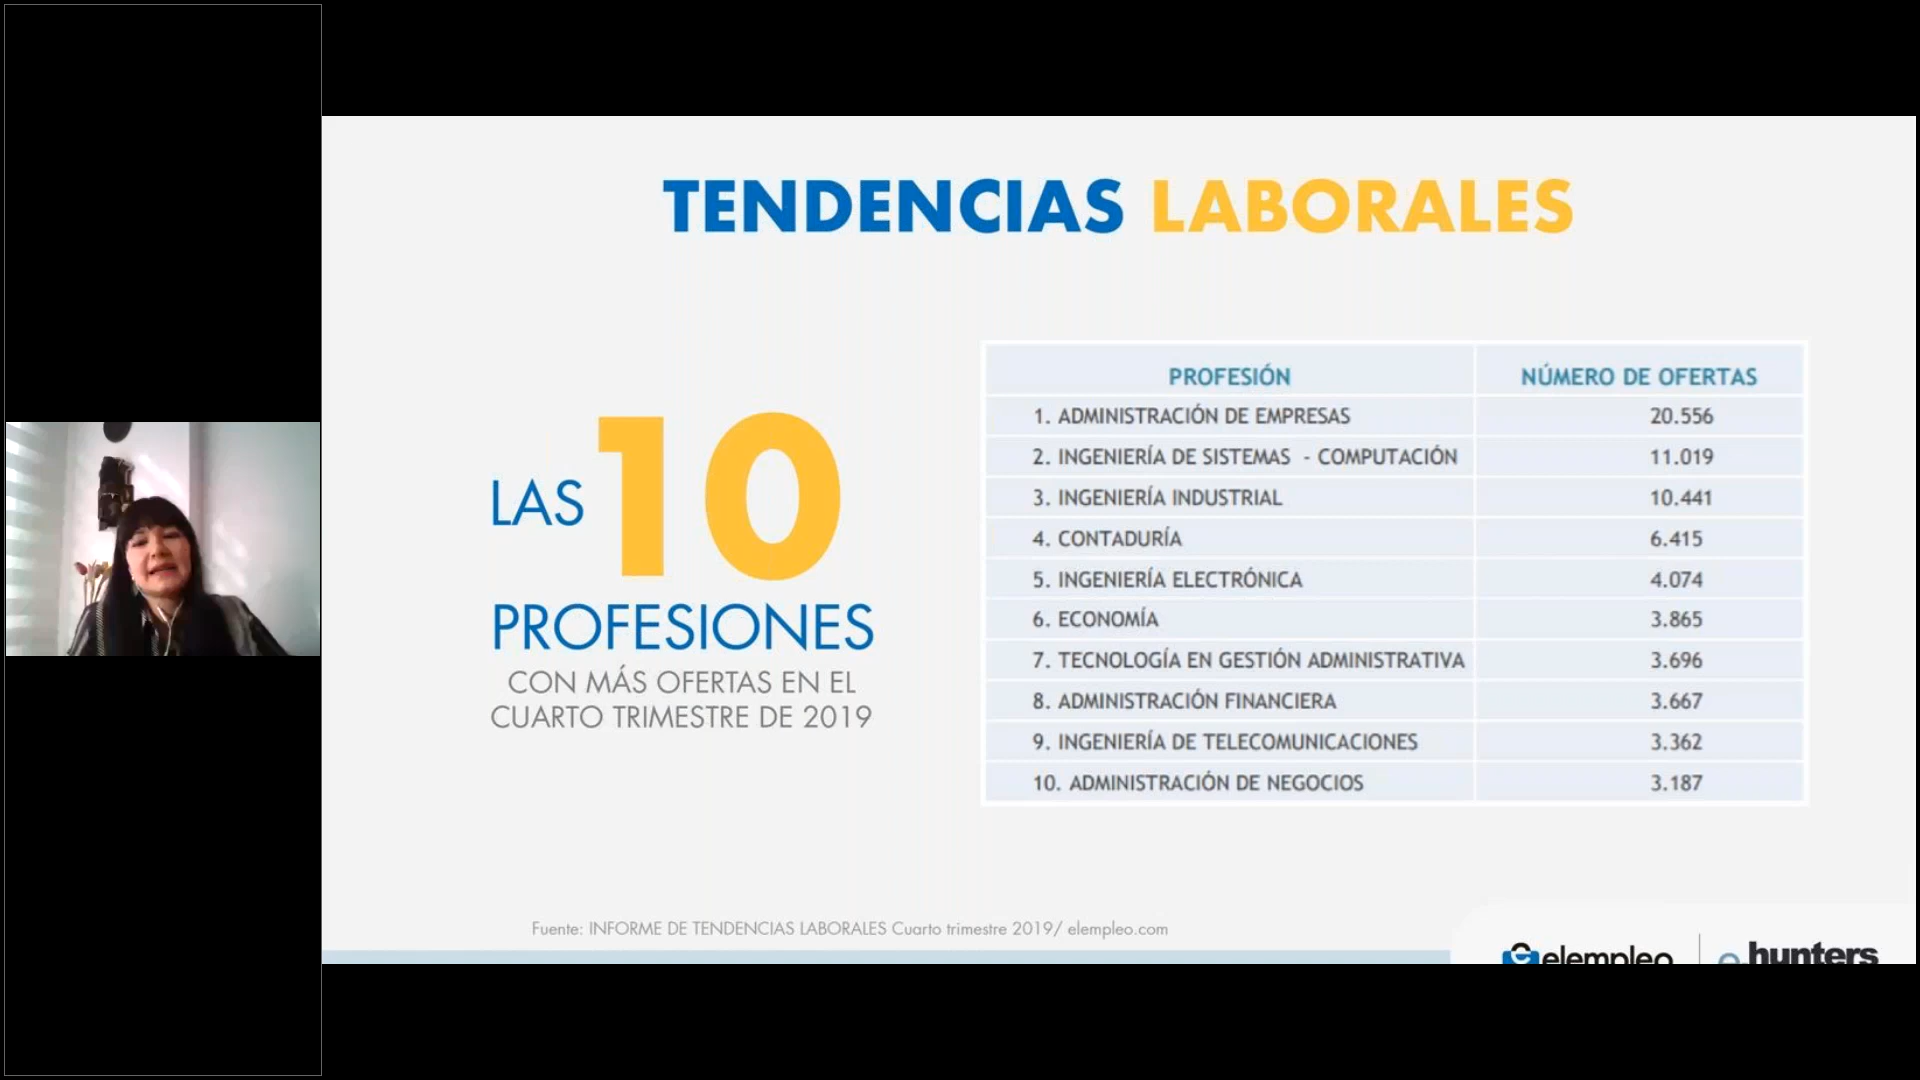 TENDENCIAS LABORALES
LAS 10
PROFESIONES
CON MÁS OFERTAS EN EL
CUARTO TRIMESTRE DE 2019
PROFESIÓN NÚMERO DE OFERTAS
1. ADMINISTRACIÓN DE EMPRESAS 20.556
2. INGENIERÍA DE SISTEMAS - COMPUTACIÓN 11.019
3. INGENIERÍA INDUSTRIAL 10.441
4. CONTADURÍA 6.415
5. INGENIERÍA ELECTRÓNICA 4.074
6. ECONOMÍA 3.865
7. TECNOLOGÍA EN GESTIÓN ADMINISTRATIVA 3.696
8. ADMINISTRACIÓN FINANCIERA 3.667
9. INGENIERÍA DE TELECOMUNICACIONES 3.362
10. ADMINISTRACIÓN DE NEGOCIOS 3.187
Fuente: INFORME DE TENDENCIAS LABORALES Cuarto trimestre 2019/ elempleo.com
elempleo
hunters